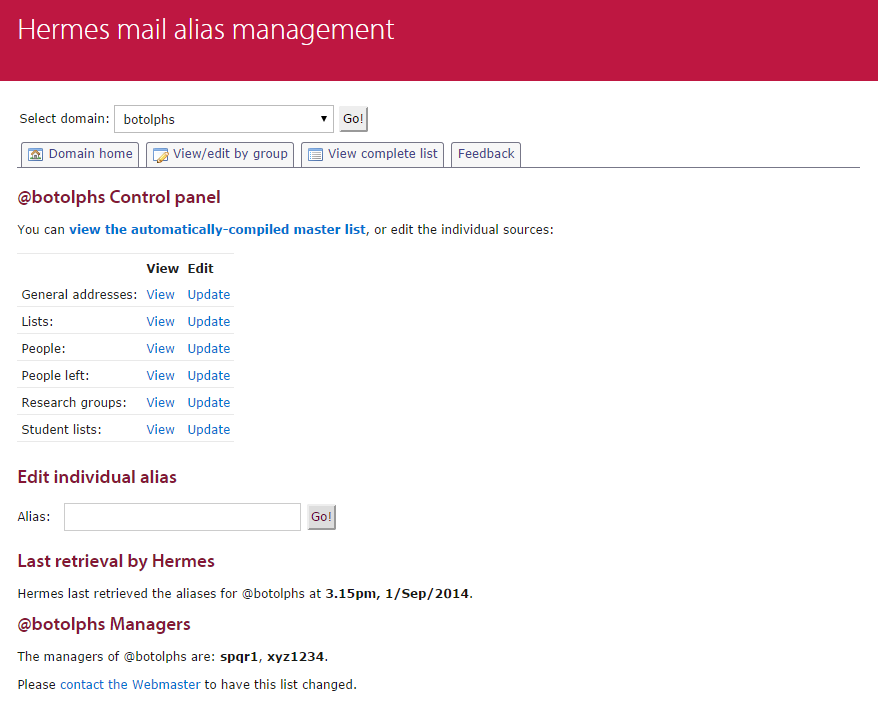 Hermes mail alias management
Select domain: botolphs Go!
Domain home View/edit by group View complete list Feedback
@botolphs Control panel
You can view the automatically-compiled master list, or edit the individual sources:
View Edit
General addresses: View Update
Lists: View Update
People: View Update
People left: View Update
Research groups: View Update
Student lists: View Update
Edit individual alias
Alias: Go!
Last retrieval by Hermes
Hermes last retrieved the aliases for @botolphs at 3.15pm, 1/Sep/2014.
@botolphs Managers
The managers of @botolphs are: spqr1, xyz1234.
Please contact the Webmaster to have this list changed.